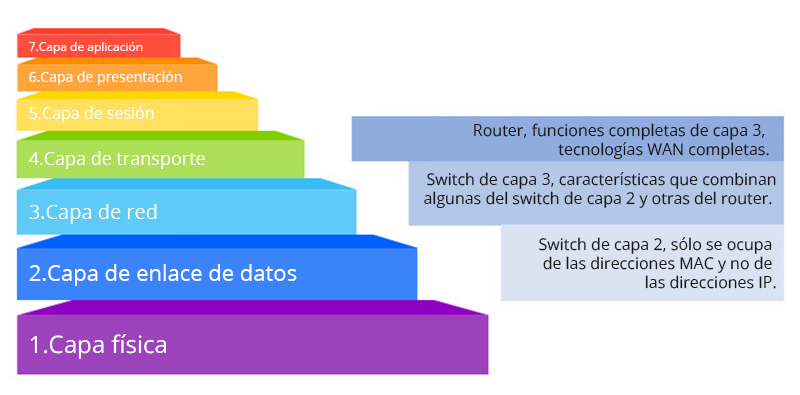 7.Capa de aplicación
6.Capa de presentación
5.Capa de sesión
4.Capa de transporte
3.Capa de red
2.Capa de enlace de datos
1.Capa física
Router, funciones completas de capa 3,
tecnologías WAN completas.
Switch de capa 3, características que combinan
algunas del switch de capa 2 y otras del router.
Switch de capa 2, sólo se ocupa
de las direcciones MAC y no de
las direcciones IP.